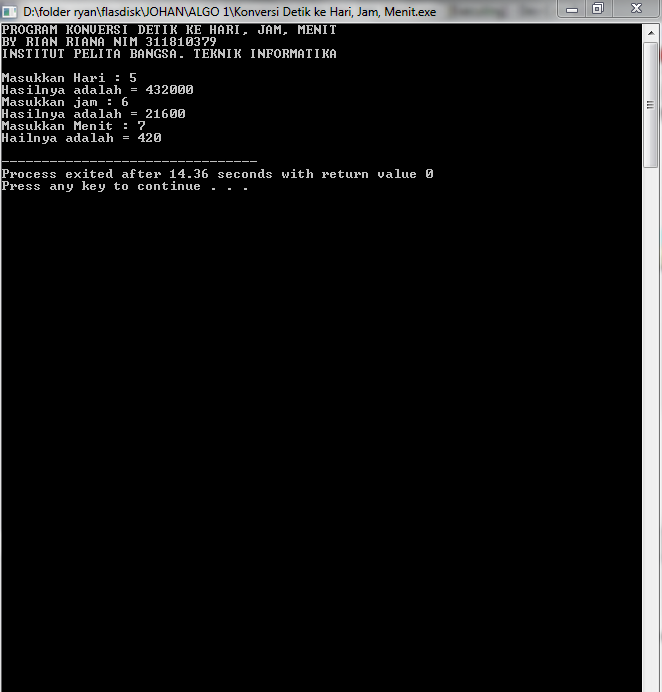 D:\folder ryan\flasdisk\JOHAN\ALGO 1\Konversi Detik ke Hari, Jam, Menit.exe
PROGRAM KONVERSI DETIK KE HARI, JAM, MENIT
BY RIAN RIANA NIM 311810379
INSTITUT PELITA BANGSA. TEKNIK INFORMATIKA
Masukkan Hari : 5
Hasilnya adalah = 432000
Masukkan jam : 6
Hasilnya adalah = 21600
Masukkan Menit : 7
Hailnya adalah = 420
--------------------------------
Process exited after 14.36 seconds with return value 0
Press any key to continue . . .